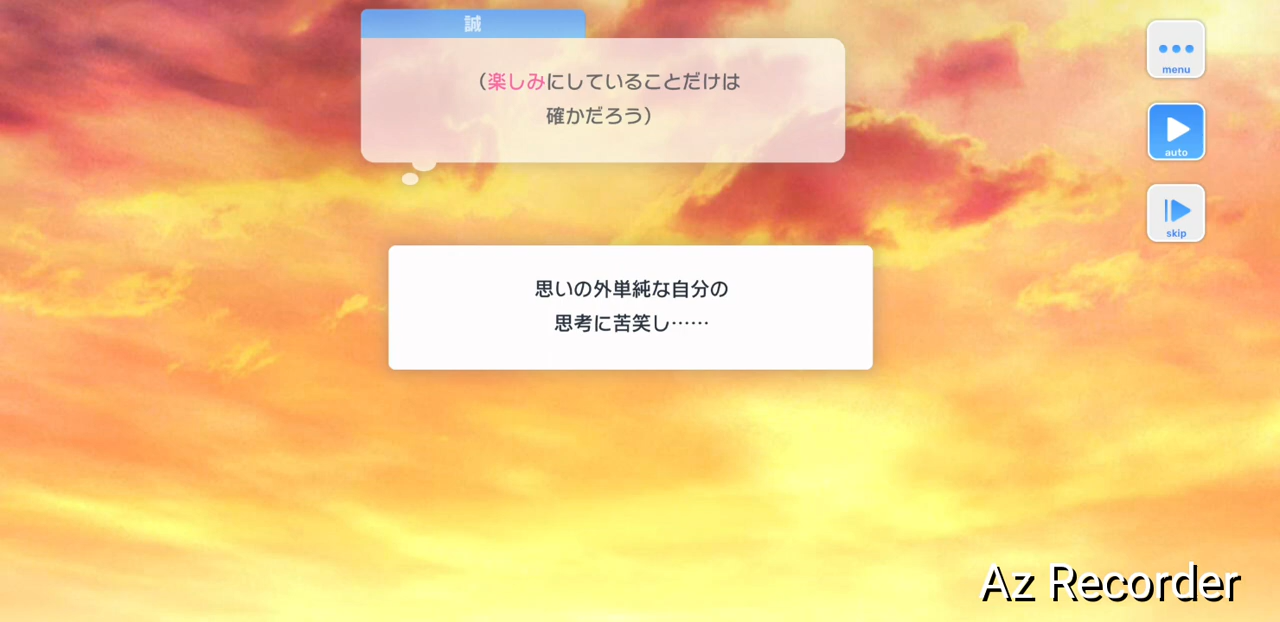 誠
（楽しみにしていることだけは
確かだろう）
menu
auto
skip
思いの外単純な自分の
思考に苦笑し……
Az Recorder